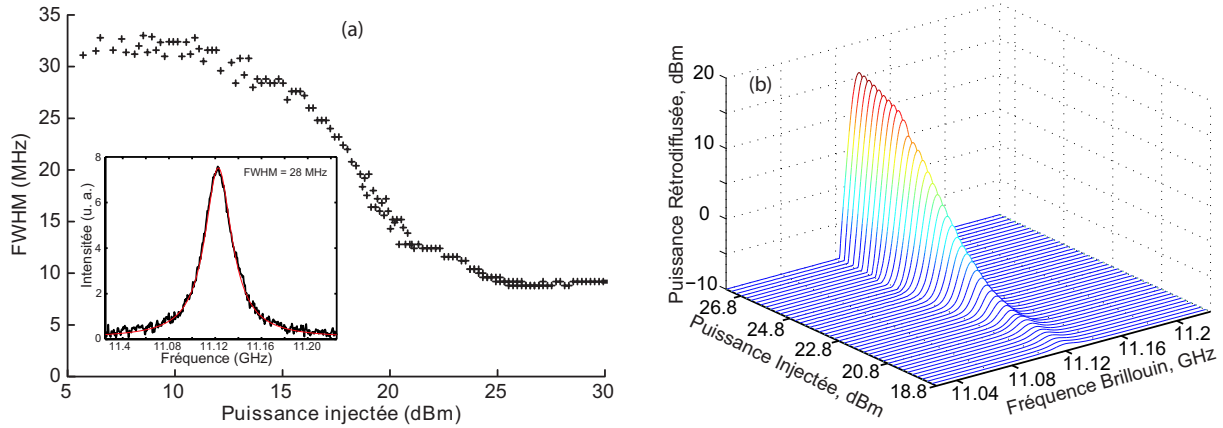 (a)
35
30
25
20
15
10
5
0
FWHM (MHz)
5 10 15 20 25 30
Puissance injectée (dBm)
FWHM = 28 MHz
8
6
4
2
0
Intensitée (u. a.)
11.4 11.08 11.12 11.16 11.20
Fréquence (GHz)
(b)
20
10
0
−10
Puissance Rétrodiffusée, dBm
26.8
24.8
22.8
20.8
18.8
Puissance Injectée, dBm
11.04
11.08
11.12
11.16
11.2
Fréquence Brillouin, GHz